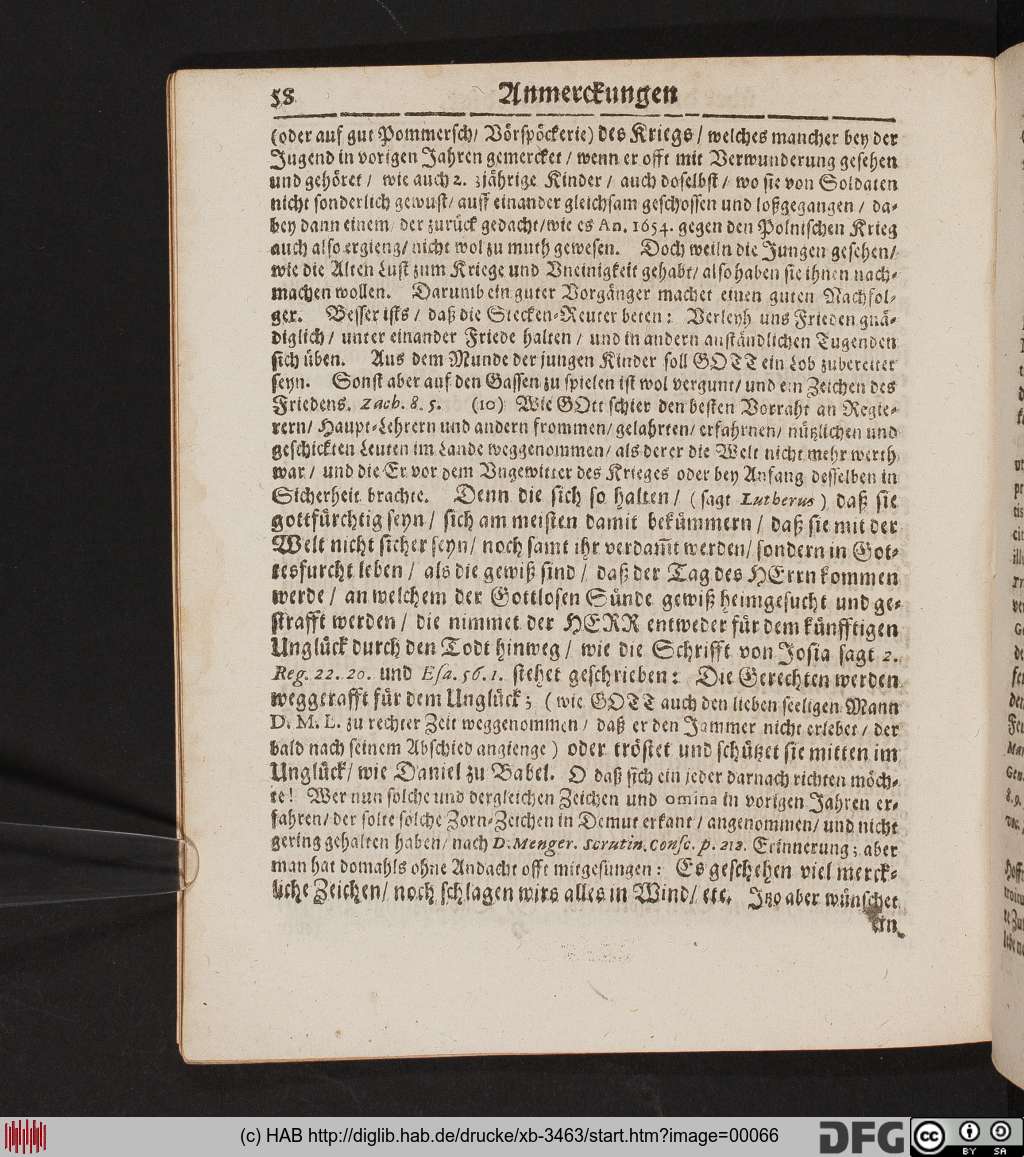 58 Anmerckungen
(oder auf gut Pommersch/ Vörspöckerie) des Kriegs/ welches mancher bey der
Jugend in vorigen Jahren gemercket/ wenn er offt mit Verwunderung gesehen
und gehöret/ wie auch 2. 3jährige Kinder/ auch doselbst/ wo sie von Soldaten
nicht sonderlich gewust/ auff einander gleichsam geschossen und loßgegangen/ da-
bey dann einem/ der zurück gedacht/ wie es An. 1654. gegen den Polnischen Krieg
auch also ergieng/ nicht wol zu muth gewesen. Doch weiln die Jungen gesehen/
wie die Alten Lust zum Kriege und Vneinigkeit gehabt/ also haben sie ihnen nach-
machen wollen. Darumb ein guter Vorgänger machet einen guten Nachfol-
ger. Besser ists/ daß die Stecken-Reuter beten: Verleyh uns Frieden gnä-
diglich/ unter einander Friede halten/ und in andern anständlichen Tugenden
sich üben. Aus dem Munde der jungen Kinder soll GOTT ein Lob zubereitet
seyn. Sonst aber auf den Gassen zu spielen ist wol vergunt/ und ein Zeichen des
Friedens. Zach. 8. 5. (10) Wie GOtt schier den besten Vorraht an Regie-
rern/ Haupt-Lehrern und andern frommen/ gelahrten/ erfahrnen/ nützlichen und
geschickten Leuten im Lande weggenommen/ als derer die Welt nicht mehr werth
war/ und die Er vor dem Vngewitter des Krieges oder bey Anfang desselben in
Sicherheit brachte. Denn die sich so halten/ (sagt Lutherus) daß sie
gottfürchtig seyn/ sich am meisten damit bekümmern/ daß sie mit der
Welt nicht sicher seyn/ noch samt ihr verdam̃t werden/ sondern in Got-
tesfurcht leben/ als die gewiß sind/ daß der Tag des HErrn kommen
werde/ an welchem der Gottlosen Sünde gewiß heimgesucht und ge-
strafft werden/ die nimmet der HERR entweder für dem künfftigen
Unglück durch den Todt hinweg/ wie die Schrifft von Josia sagt 2.
Reg. 22. 20. und Esa. 56. 1. stehet geschrieben: Die Gerechten werden
weggerafft für dem Unglück; (wie GOTT auch den lieben seeligen Mann
D. M. L. zu rechter Zeit weggenommen/ daß er den Jammer nicht erlebet/ der
bald nach seinem Abschied angienge) oder tröstet und schützet sie mitten im
Unglück/ wie Daniel zu Babel. O daß sich ein jeder darnach richten möch-
te! Wer nun solche und dergleichen Zeichen und omina in vorigen Jahren er-
fahren/ der solte solche Zorn-Zeichen in Demut erkant/ angenommen/ und nicht
gering gehalten haben/ nach D. Menger. Scrutin. Consc. p. 212. Erinnerung; aber
man hat domahls ohne Andacht offt mitgesungen: Es geschehen viel merck-
liche Zeichen/ noch schlagen wirs alles in Wind/ etc. Itzo aber wünschet
ein
(c) HAB http://diglib.hab.de/drucke/xb-3463/start.htm?image=00066
DFG
cc
BY SA